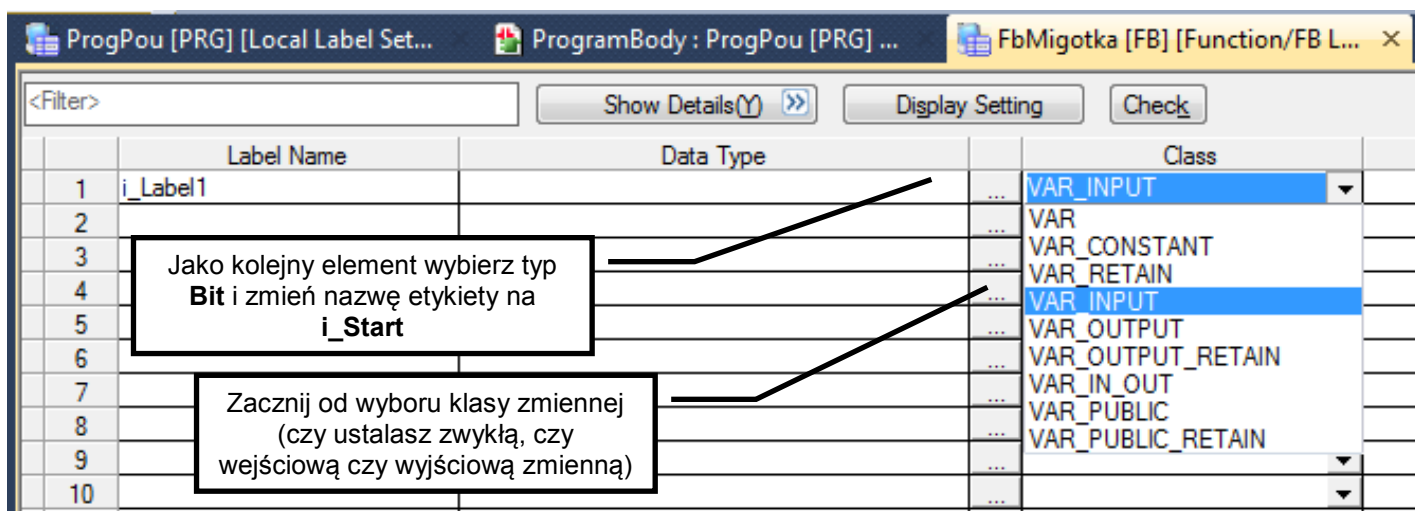 ProgPou [PRG] [Local Label Set...
ProgramBody : ProgPou [PRG] ...
FbMigotka [FB] [Function/FB L...
<Filter>
Show Details(Y)
Display Setting
Check
Label Name
Data Type
Class
1
i_Label1
...
VAR_INPUT
2
...
VAR
3
...
VAR_CONSTANT
VAR_RETAIN
4
...
VAR_INPUT
5
...
VAR_OUTPUT
6
...
VAR_OUTPUT_RETAIN
7
...
VAR_IN_OUT
VAR_PUBLIC
8
...
VAR_PUBLIC_RETAIN
9
...
10
...
Jako kolejny element wybierz typ
Bit i zmień nazwę etykiety na
i_Start
Zacznij od wyboru klasy zmiennej
(czy ustalasz zwykłą, czy
wejściową czy wyjściową zmienną)